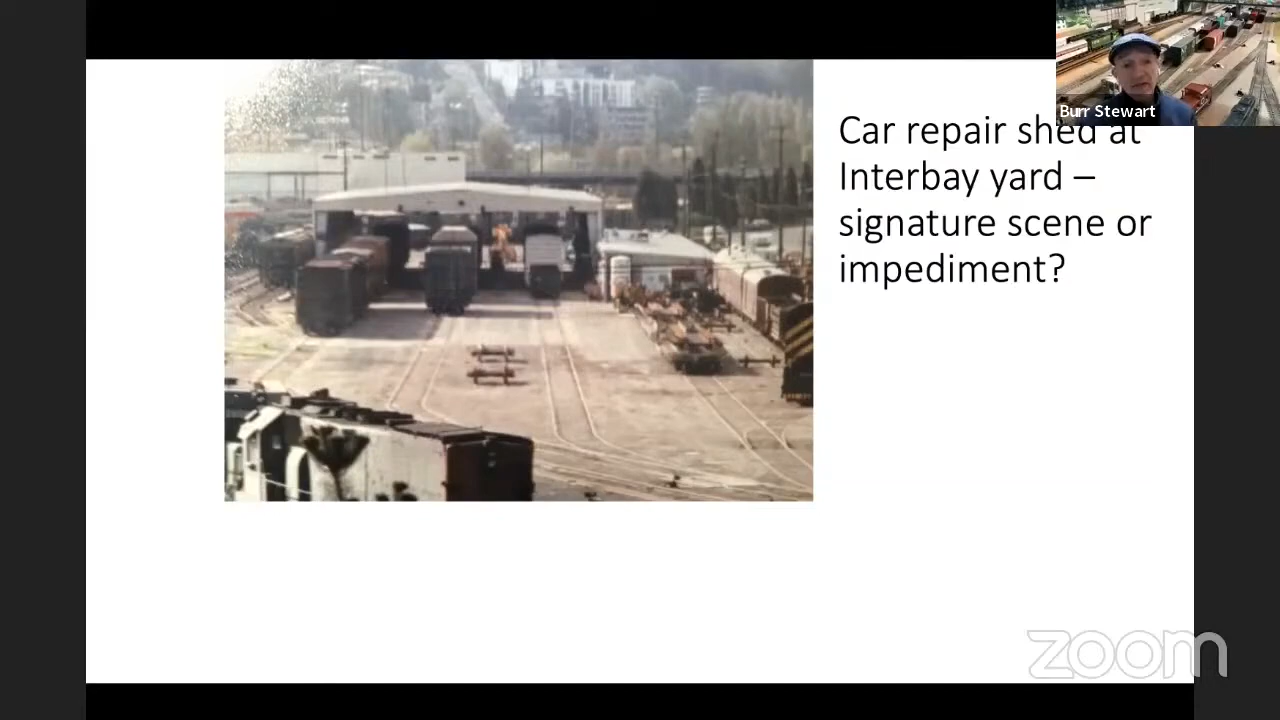 Burr Stewart
Car repair shed at
Interbay yard –
signature scene or
impediment?
zoom